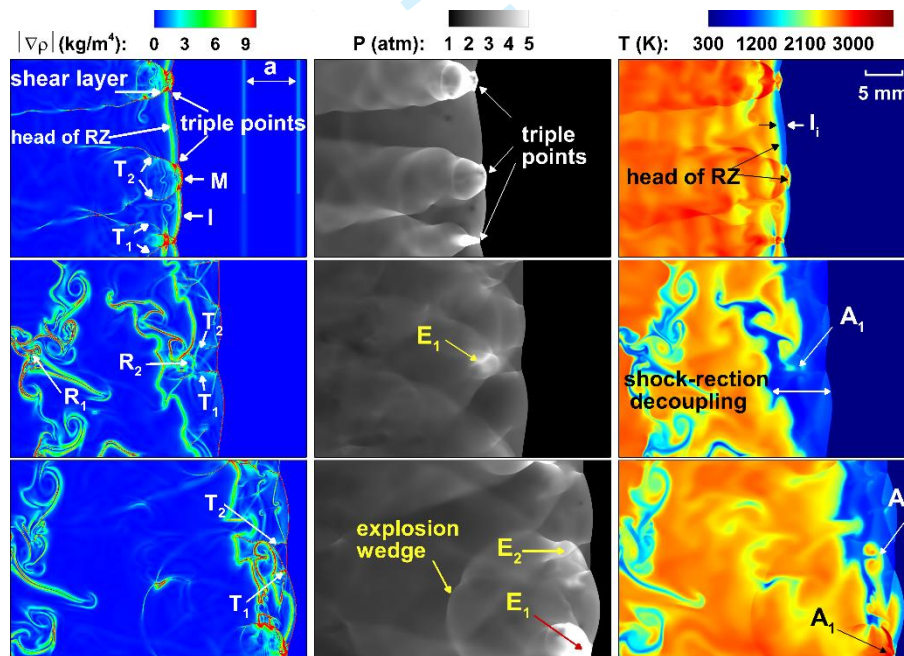 |∇ρ| (kg/m⁴): 0 3 6 9
P (atm): 1 2 3 4 5
T (K): 300 1200 2100 3000
shear layer
a
head of RZ
triple points
T₂
M
I
T₁
triple
points
5 mm
lᵢ
head of RZ
T₂
R₂
R₁
T₁
E₁
A₁
shock-rection
decoupling
T₂
T₁
explosion
wedge
E₂
E₁
A
A₁